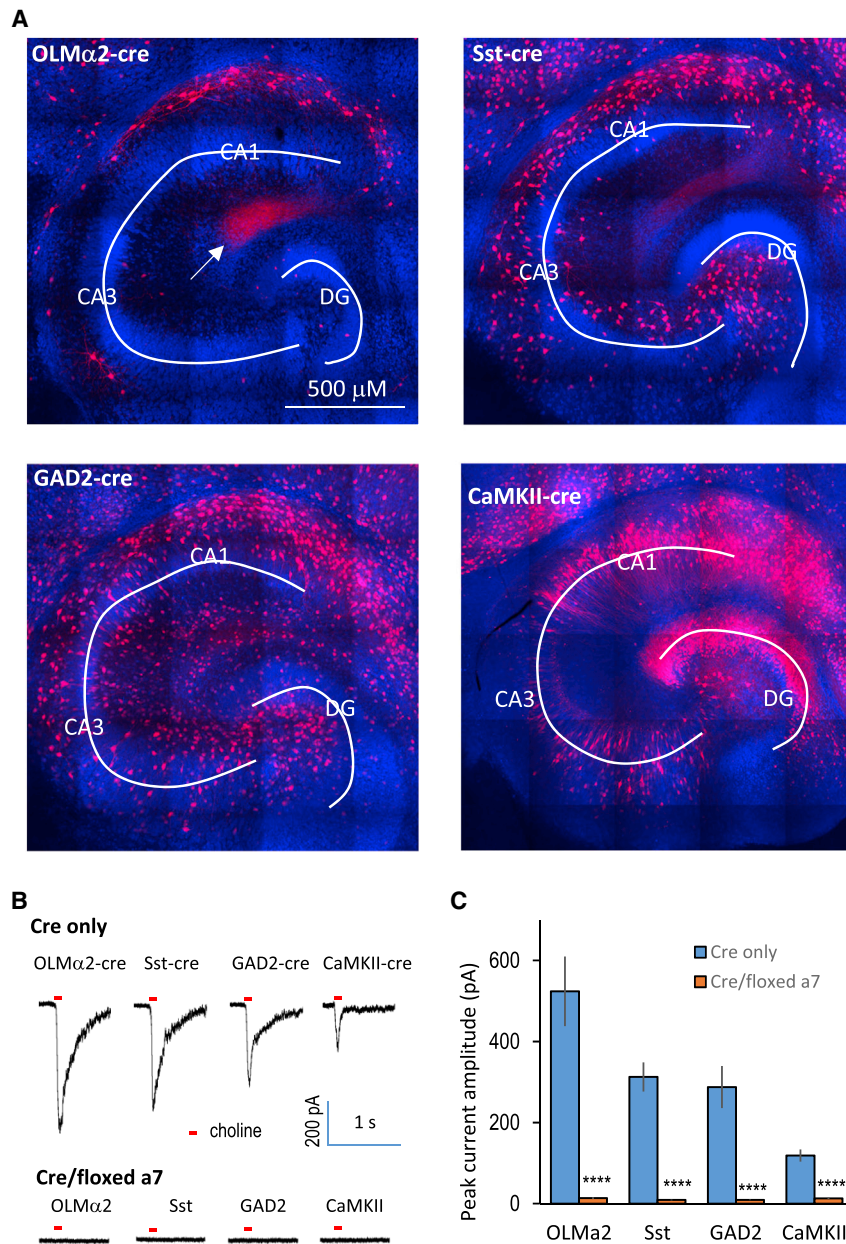 A
OLMα2-cre
CA1
CA3
DG
500 μM
Sst-cre
CA1
CA3
DG
GAD2-cre
CA1
CA3
DG
CaMKII-cre
CA1
CA3
DG
B
Cre only
OLMα2-cre Sst-cre GAD2-cre CaMKII-cre
choline
200 pA
1 s
Cre/floxed a7
OLMα2 Sst GAD2 CaMKII
C
Peak current amplitude (pA)
600
400
200
0
Cre only
Cre/floxed a7
**** **** **** ****
OLMa2 Sst GAD2 CaMKII